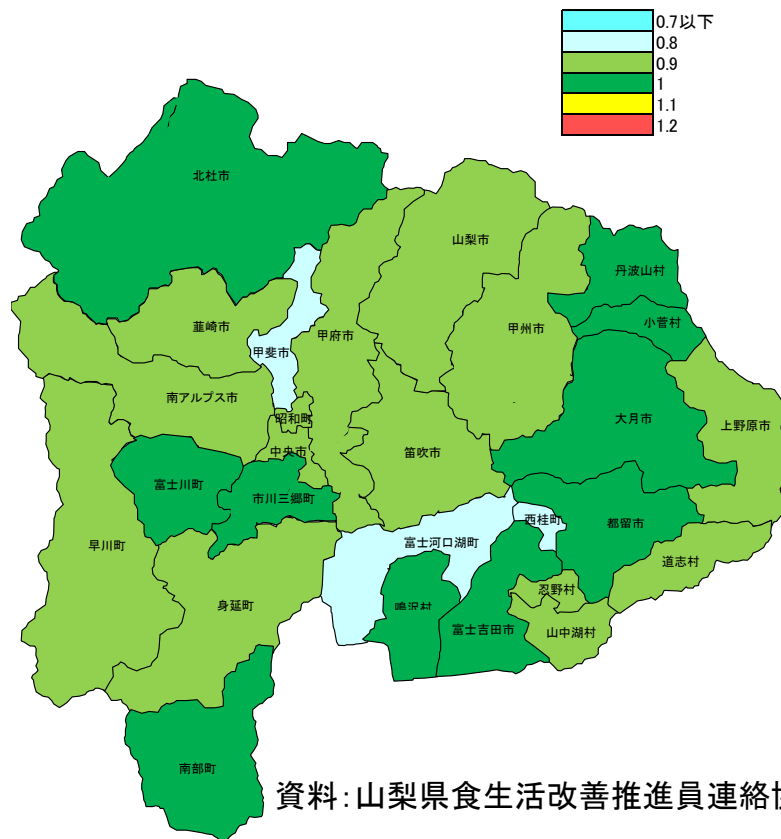 0.7以下
0.8
0.9
1
1.1
1.2
北杜市
山梨市
丹波山村
小菅村
韮崎市
甲府市
甲州市
甲斐市
南アルプス市
昭和町
大月市
上野原市
中央市
笛吹市
富士川町
市川三郷町
西桂町
都留市
富士河口湖町
早川町
道志村
忍野村
身延町
鳴沢村
富士吉田市
山中湖村
南部町
資料:山梨県食生活改善推進員連絡